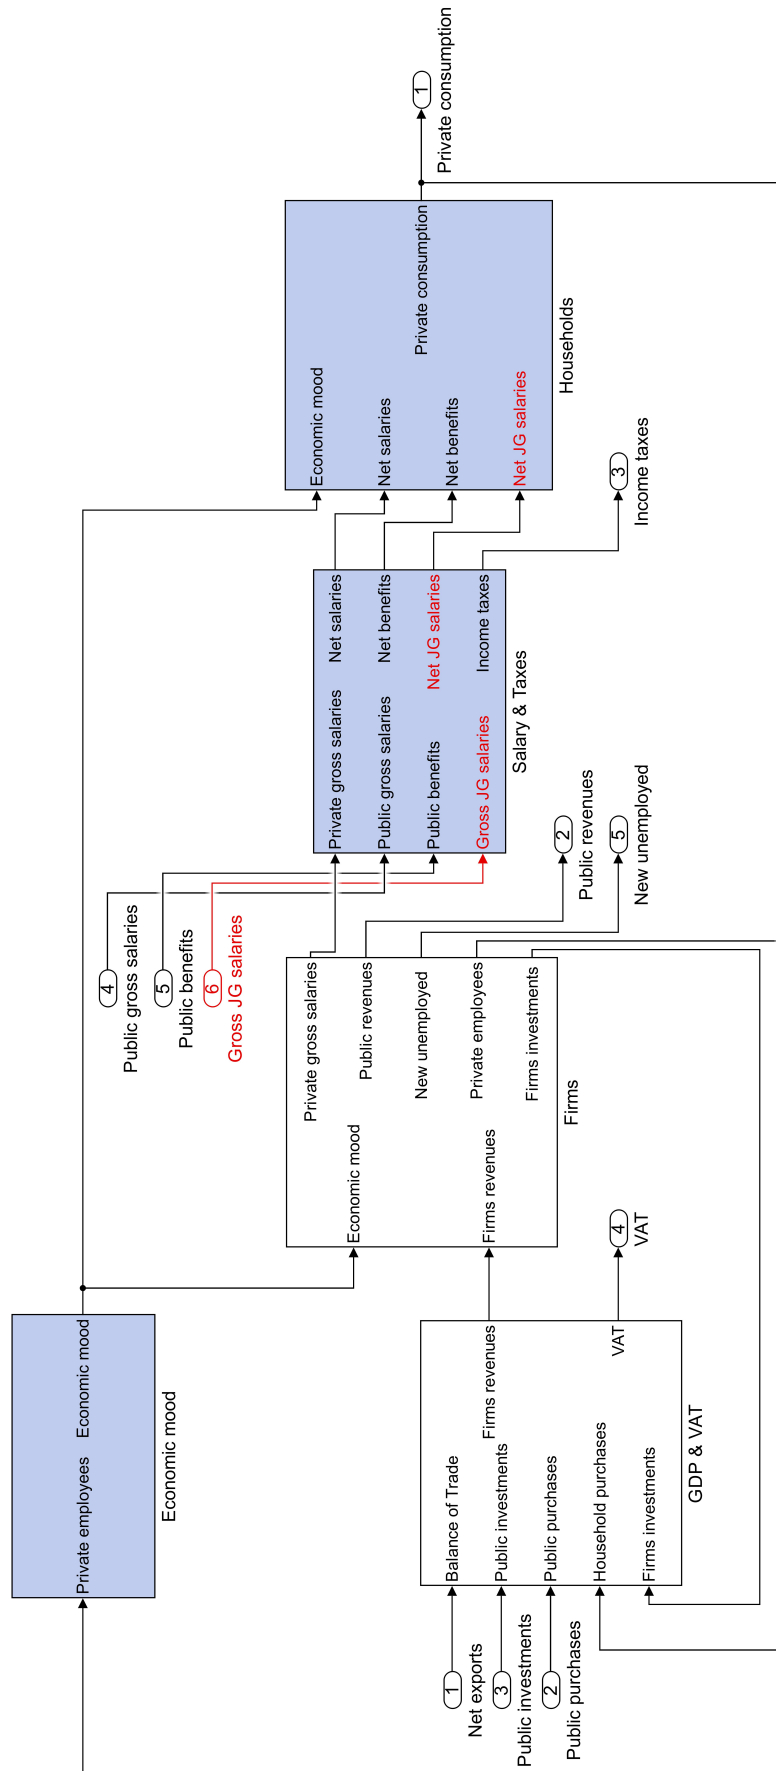 Private employees
Economic mood
Economic mood
1
Net exports
3
Public investments
2
Public purchases
Balance of Trade
Public investments
Public purchases
Household purchases
Firms investments
Firms revenues
VAT
GDP & VAT
4
VAT
Economic mood
Firms revenues
Private gross salaries
Public revenues
New unemployed
Private employees
Firms investments
Firms
4
Public gross salaries
5
Public benefits
6
Gross JG salaries
2
Public revenues
5
New unemployed
Private gross salaries
Public gross salaries
Public benefits
Gross JG salaries
Net salaries
Net benefits
Net JG salaries
Income taxes
Salary & Taxes
3
Income taxes
Economic mood
Net salaries
Net benefits
Net JG salaries
Private consumption
Households
1
Private consumption